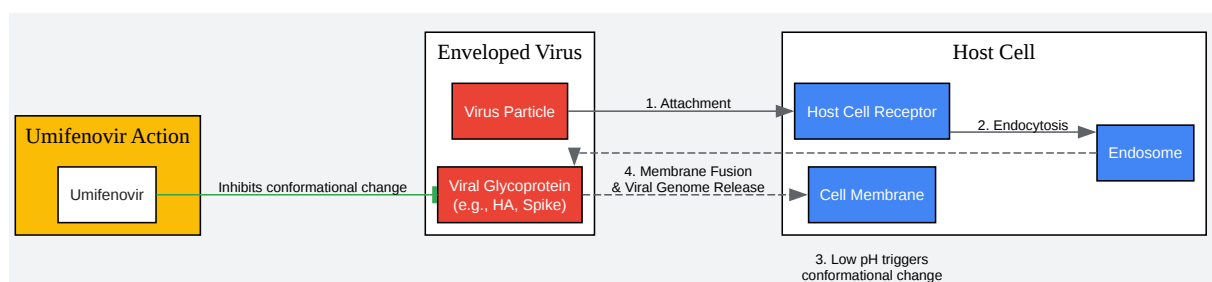 Enveloped Virus
Host Cell
Virus Particle
1. Attachment
Host Cell Receptor
2. Endocytosis
Endosome
Umifenovir Action
Umifenovir
Inhibits conformational change
Viral Glycoprotein
(e.g., HA, Spike)
4. Membrane Fusion
& Viral Genome Release
Cell Membrane
3. Low pH triggers
conformational change